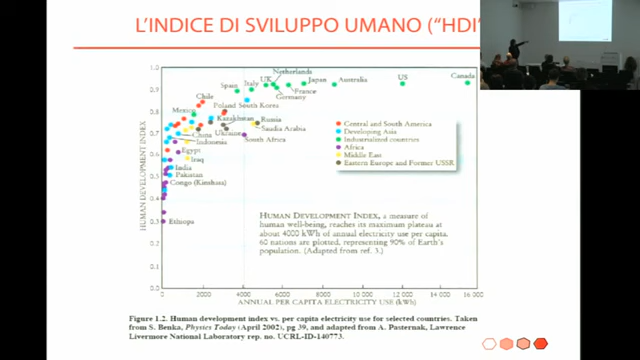 L'INDICE DI SVILUPPO UMANO ("HDI"
HUMAN DEVELOPMENT INDEX
1.0
0.9
0.8
0.7
0.6
0.5
0.4
0.3
0.2
0.1
0.0
0
2000
4000
6000
8000
10 000
12 000
14 000
16 000
ANNUAL PER CAPITA ELECTRICITY USE (kW)
Netherlands
UK
Italy
Spain
Japan
France
Germany
Australia
US
Canada
Chile
Mexico
Poland
South Korea
Kazakhstan
Russia
Saudi Arabia
Ukraine
South Africa
China
Indonesia
Egypt
Iraq
India
Pakistan
Congo (Kinshasa)
Ethiopia
Central and South America
Developing Asia
Industrialized countries
Africa
Middle East
Eastern Europe and Former USSR
HUMAN DEVELOPMENT INDEX, a measure of
human well-being, reaches its maximum plateau at
about 4000 kWh of annual electricity use per capita.
60 nations are plotted, representing 90% of Earth's
population. (Adapted from ref. 3.)
Figure 1.2. Human development index vs. per capita electricity use for selected countries. Taken
from S. Benka, Physics Today (April 2002), pg 39, and adapted from A. Pasternak, Lawrence
Livermore National Laboratory rep. no. UCRL-ID-140773.